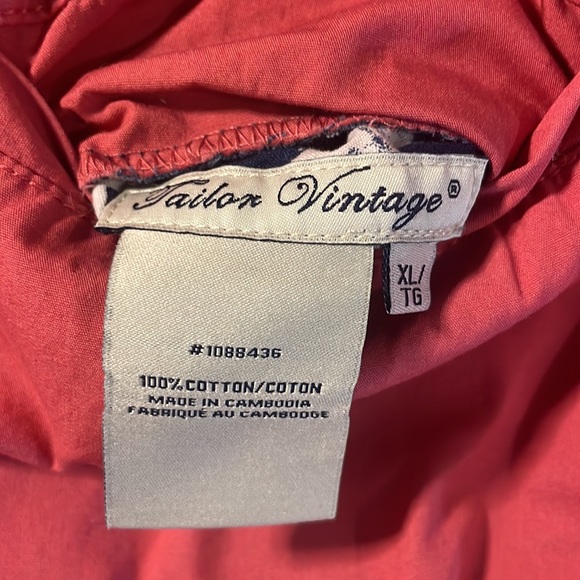 Tailor Vintage®
XL/
TG
#1088436
100% COTTON/COTON
MADE IN CAMBODIA
FABRIQUÉ AU CAMBODGE